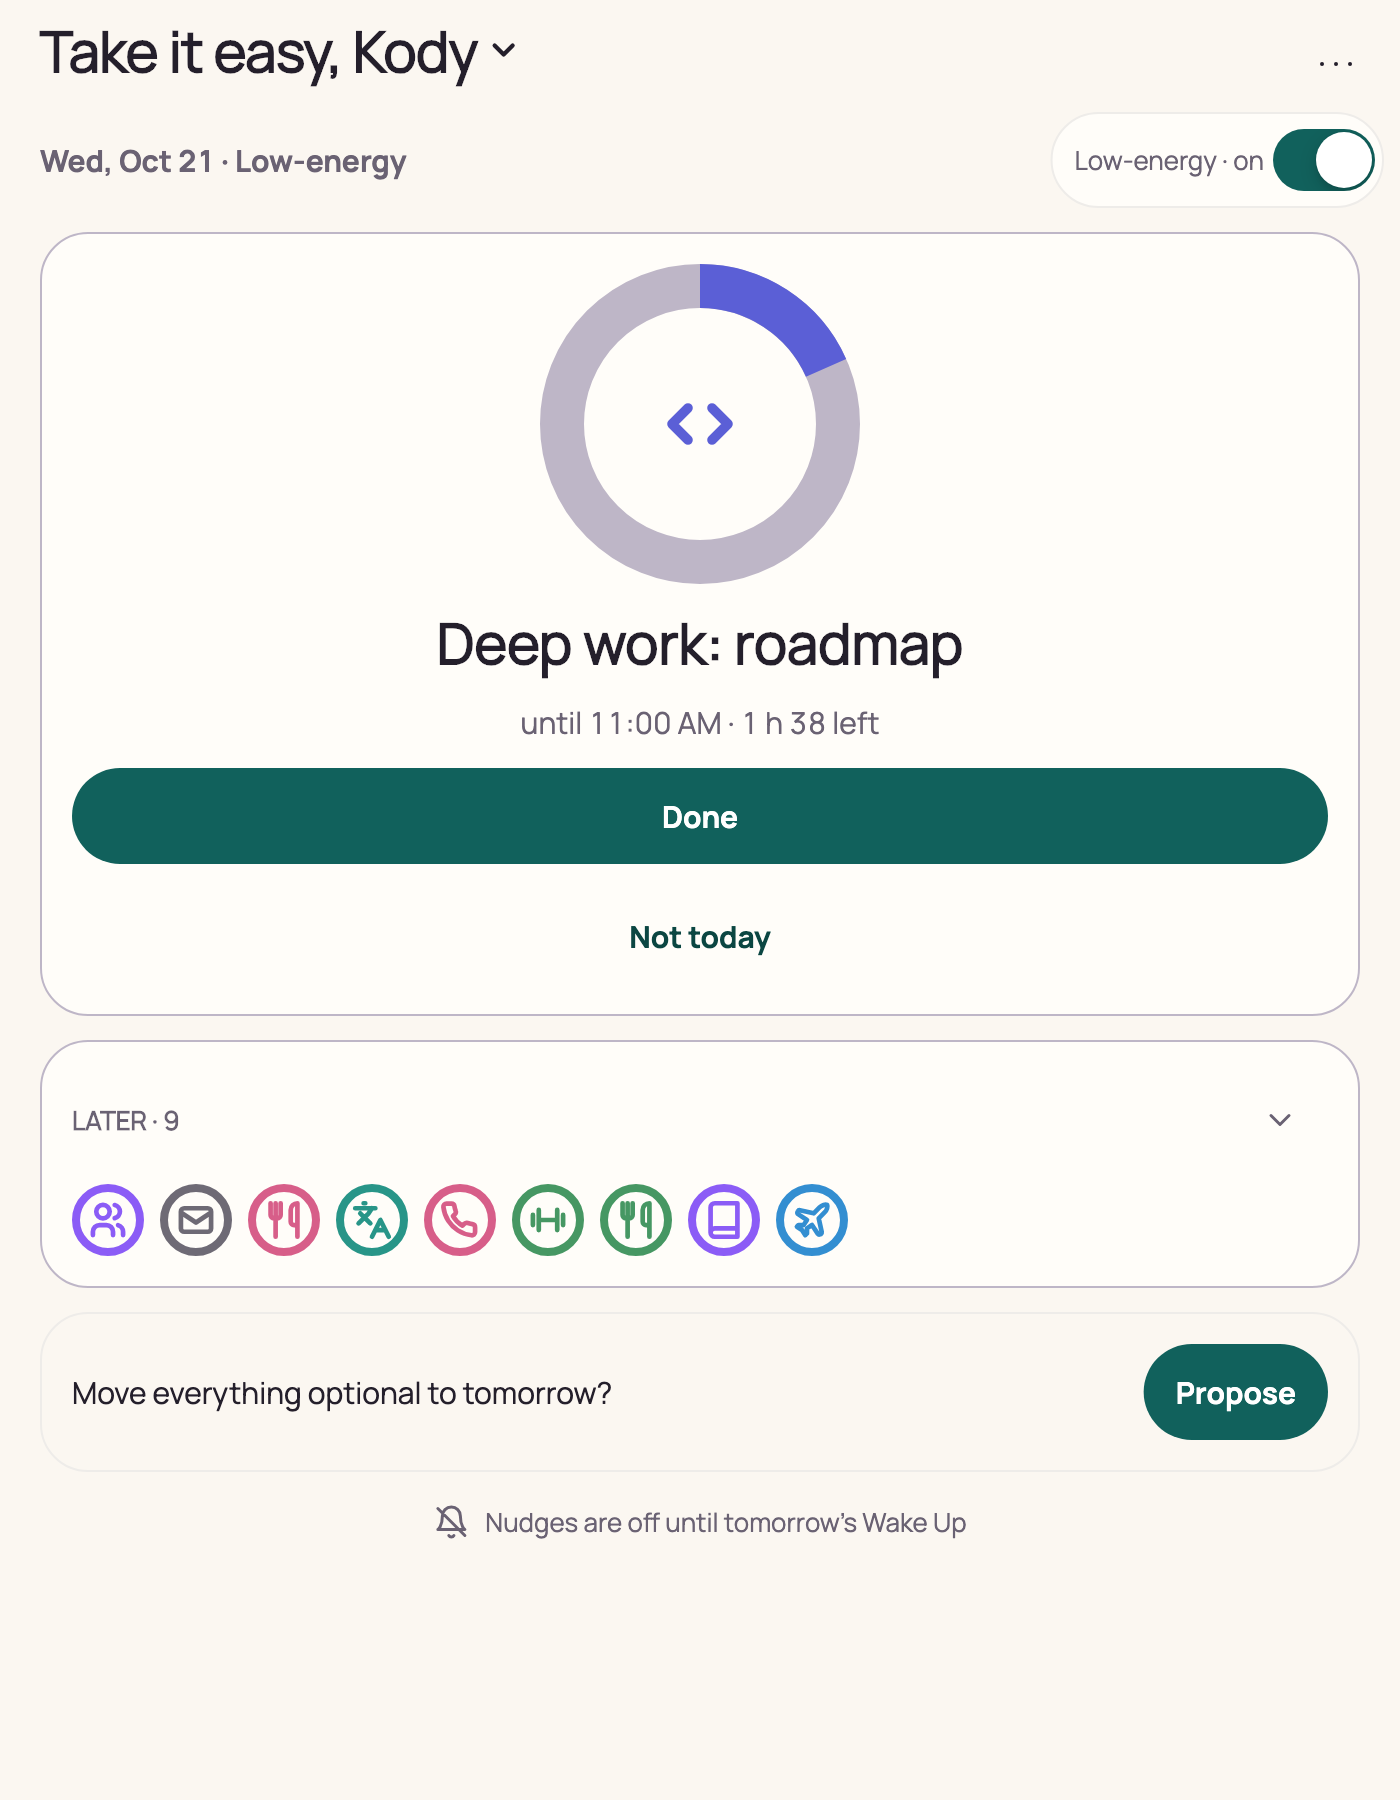 Take it easy, Kody
...
Wed, Oct 21 · Low-energy
Low-energy · on
Deep work: roadmap
until 11:00 AM · 1 h 38 left
Done
Not today
LATER · 9
Move everything optional to tomorrow?
Propose
Nudges are off until tomorrow's Wake Up